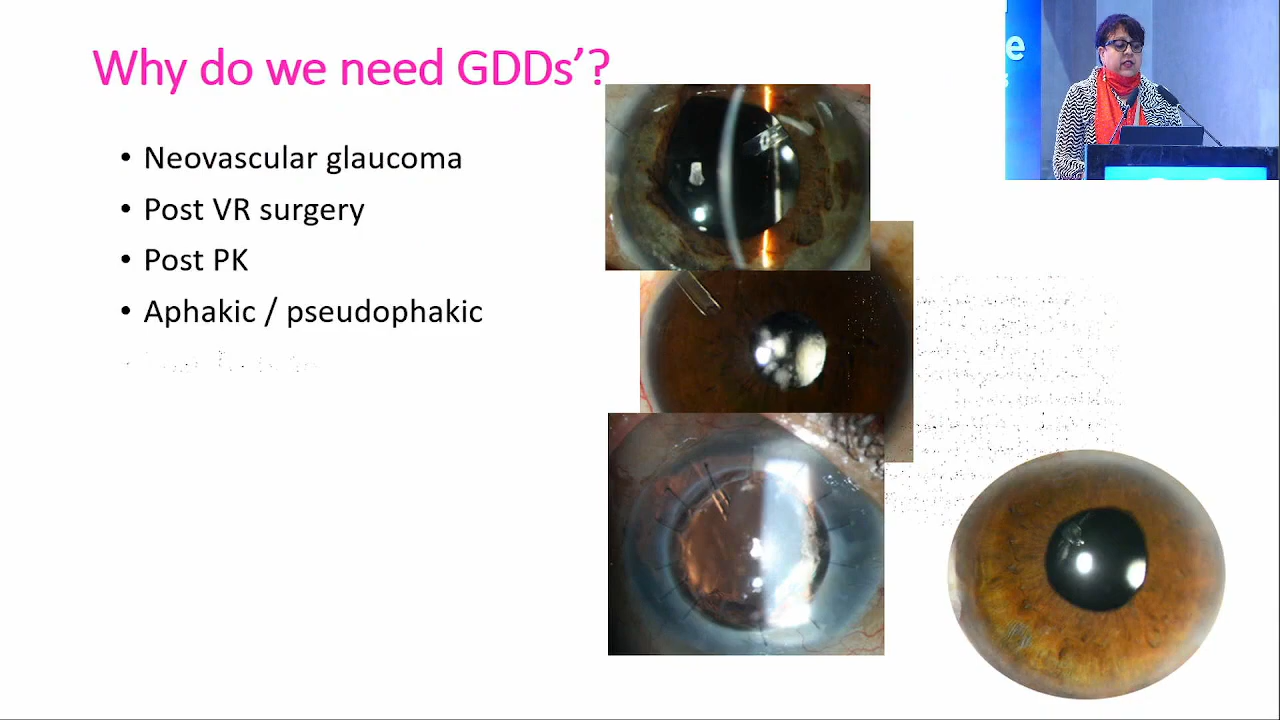 Why do we need GDDs’?
• Neovascular glaucoma
• Post VR surgery
• Post PK
• Aphakic / pseudophakic
e